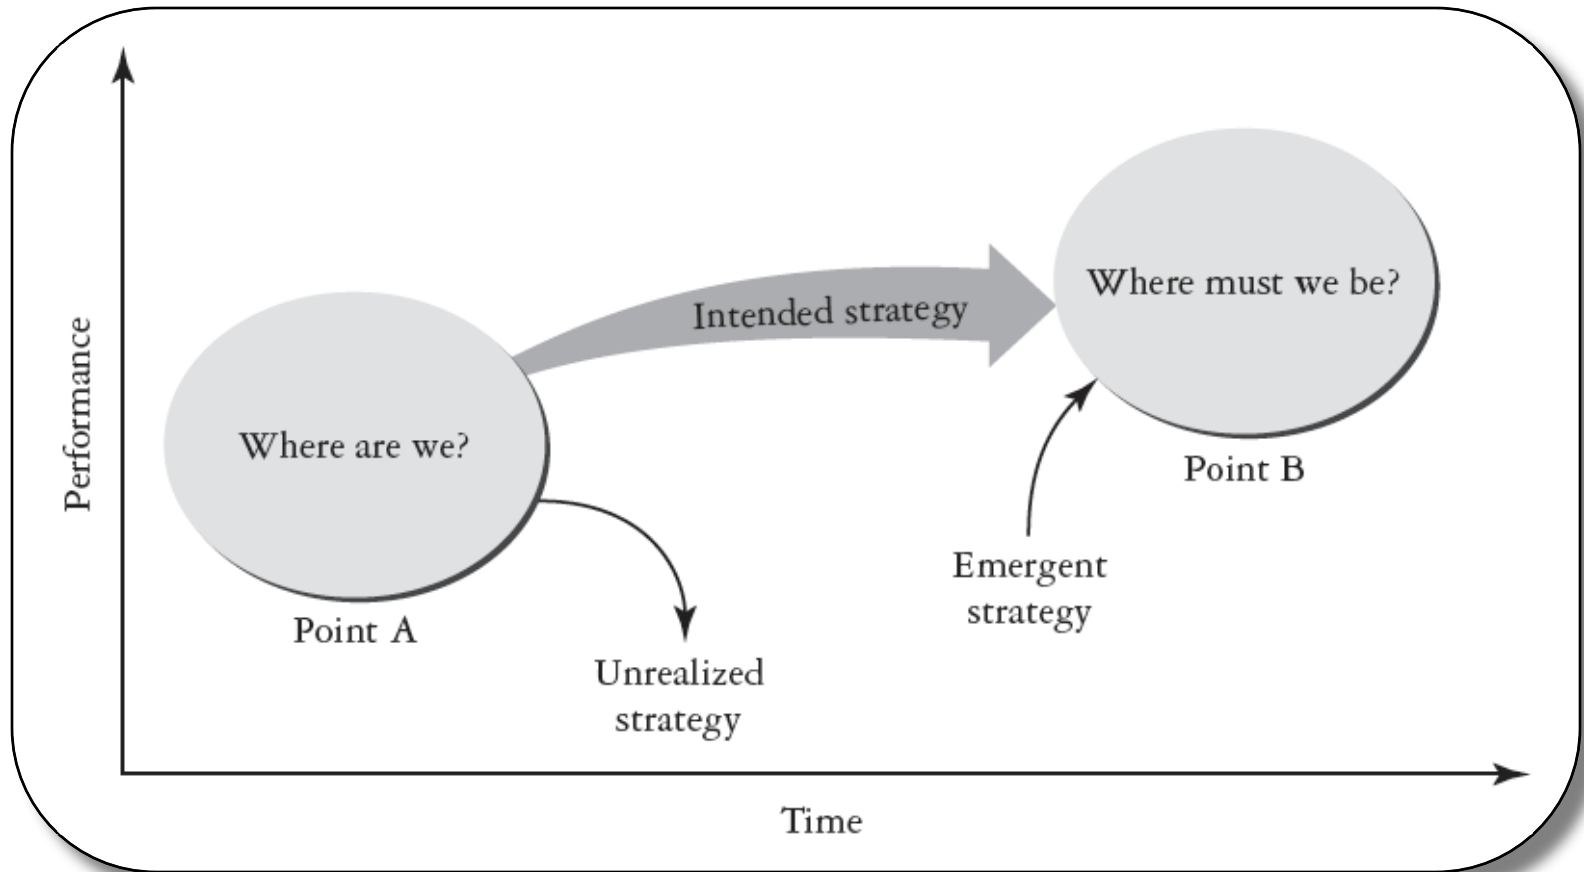 Performance
Where are we?
Point A
Intended strategy
Where must we be?
Point B
Unrealized
strategy
Emergent
strategy
Time